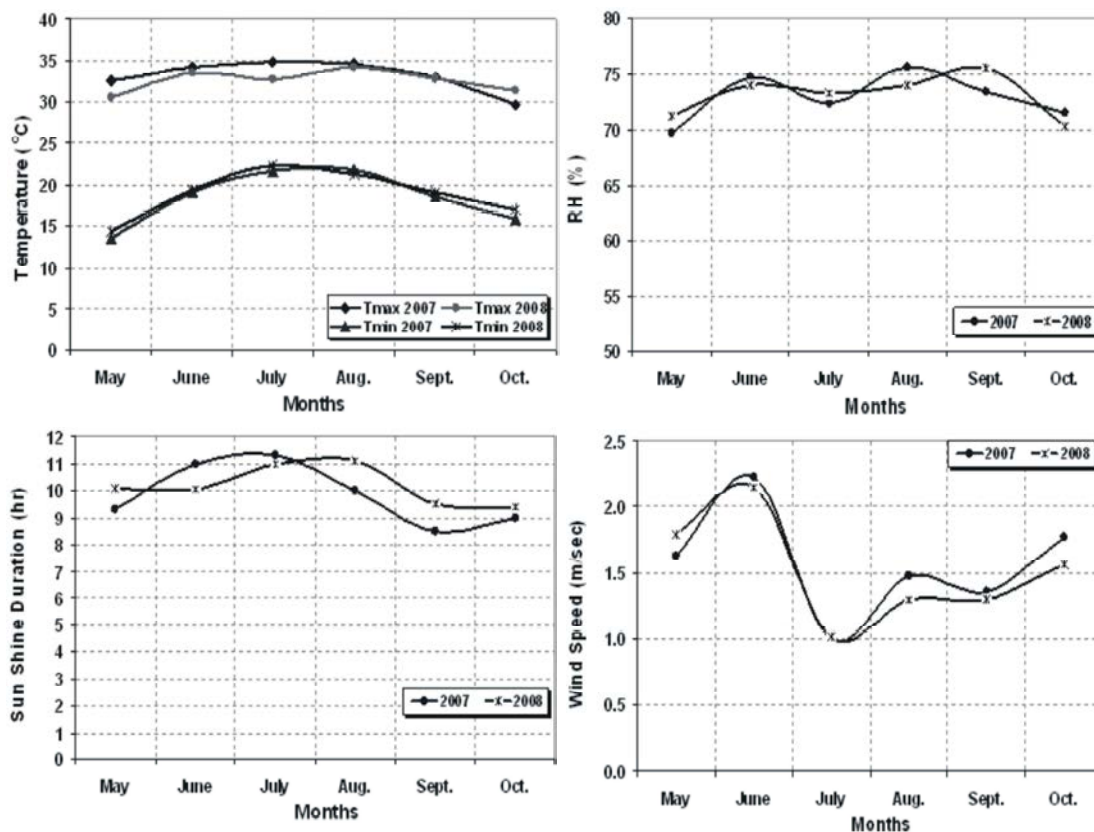 Temperature (°C)
40
35
30
25
20
15
10
5
0
Tmax 2007 Tmax 2008
Tmin 2007 Tmin 2008
May June July Aug. Sept. Oct.
Months
RH (%)
80
75
70
65
60
55
50
2007 2008
May June July Aug. Sept. Oct.
Months
Sun Shine Duration (hr)
12
11
10
9
8
7
6
5
4
3
2
1
0
2007 2008
May June July Aug. Sept. Oct.
Months
Wind Speed (m/sec)
2.5
2.0
1.5
1.0
0.5
0.0
2007 2008
May June July Aug. Sept. Oct.
Months